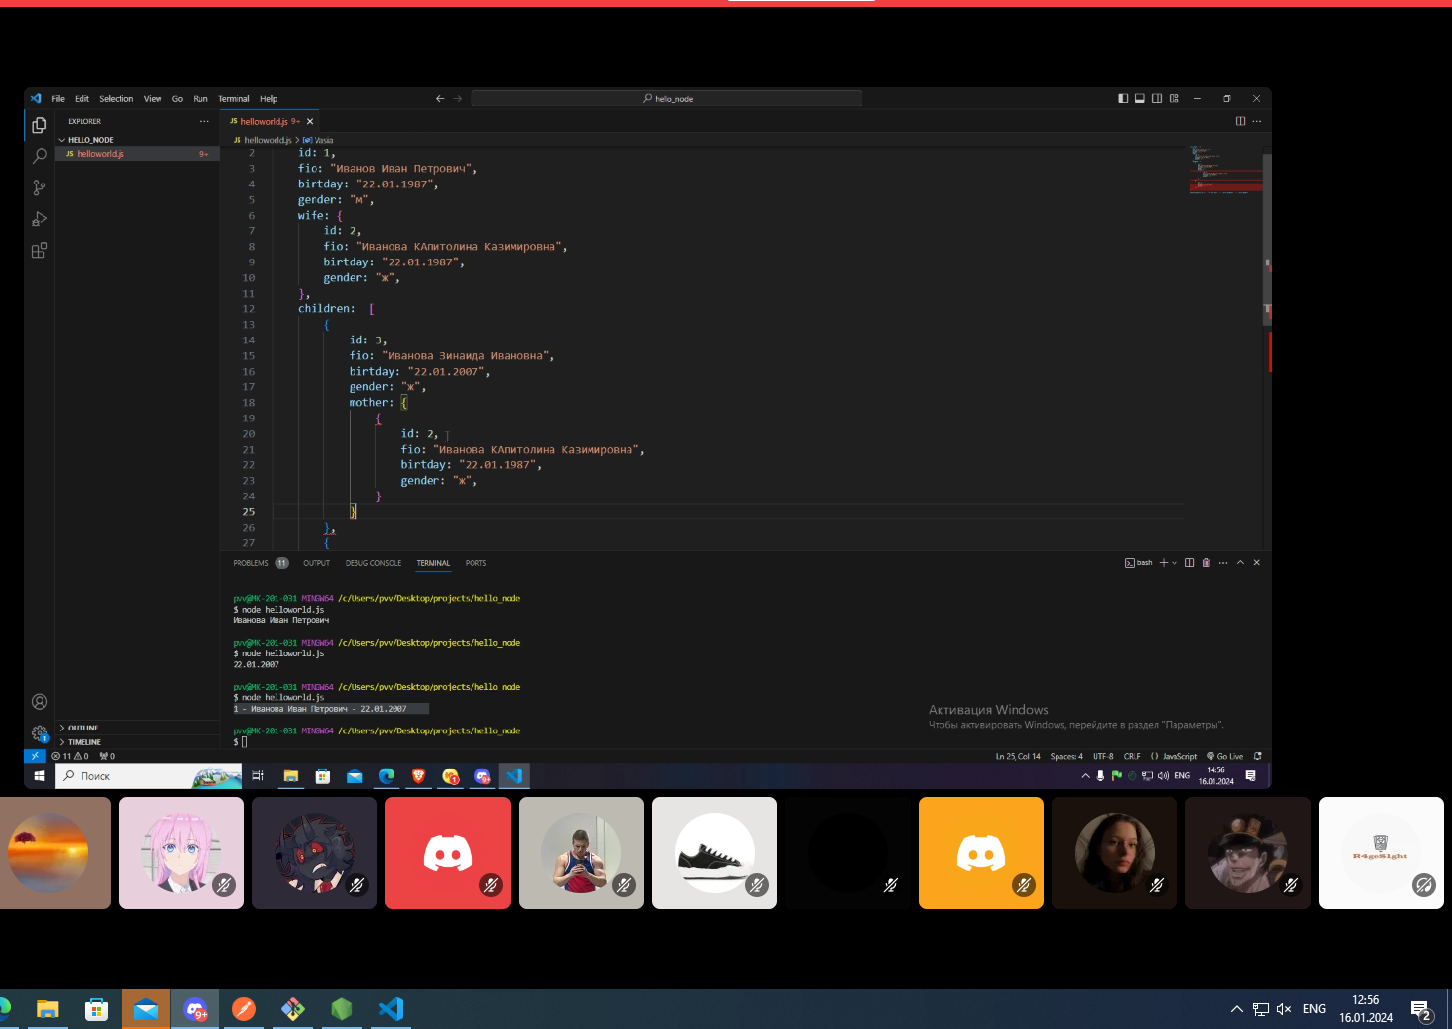 File Edit Selection View Go Run Terminal Help
helo_node
EXPLORER
HELLO_NODE
JS helloworld.js 9+
OUTLINE
TIMELINE
JS helloworld.js 9+
JS helloworld.js > Vasia
2 id: 1,
3 fio: "Иванов Иван Петрович",
4 birtday: "22.01.1987",
5 gerder: "м",
6 wife: {
7 id: 2,
8 fio: "Иванова КАпитолина Казимировна",
9 birtday: "22.01.1987",
10 gender: "ж",
11 },
12 children: [
13 {
14 id: 3,
15 fio: "Иванова Зинаида Ивановна",
16 birtday: "22.01.2007",
17 gender: "ж",
18 mother: {
19 {
20 id: 2,
21 fio: "Иванова КАпитолина Казимировна",
22 birtday: "22.01.1987",
23 gender: "ж",
24 }
25 }
26 },
27 {
PROBLEMS 11 OUTPUT DEBUG CONSOLE TERMINAL PORTS
bash
pvv@MK-201-031 MINGW64 /c/Users/pvv/Desktop/projects/hello_node
$ node helloworld.js
Иванова Иван Петрович
pvv@MK-201-031 MINGW64 /c/Users/pvv/Desktop/projects/hello_node
$ node helloworld.js
22.01.2007
pvv@MK-201-031 MINGW64 /c/Users/pvv/Desktop/projects/hello_node
$ node helloworld.js
1 - Иванова Иван Петрович - 22.01.2007
pvv@MK-201-031 MINGW64 /c/Users/pvv/Desktop/projects/hello_node
$
Активация Windows
Чтобы активировать Windows, перейдите в раздел "Параметры".
11 0 0
Ln 25, Col 14 Spaces: 4 UTF-8 CRLF JavaScript Go Live
Поиск
ENG
14:56
16.01.2024
R4geS1ght
9+
ENG
12:56
16.01.2024
2